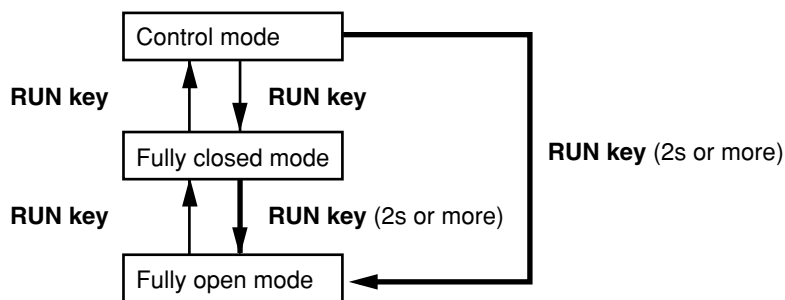 Control mode
RUN key
RUN key
RUN key (2s or more)
Fully closed mode
RUN key
RUN key (2s or more)
Fully open mode